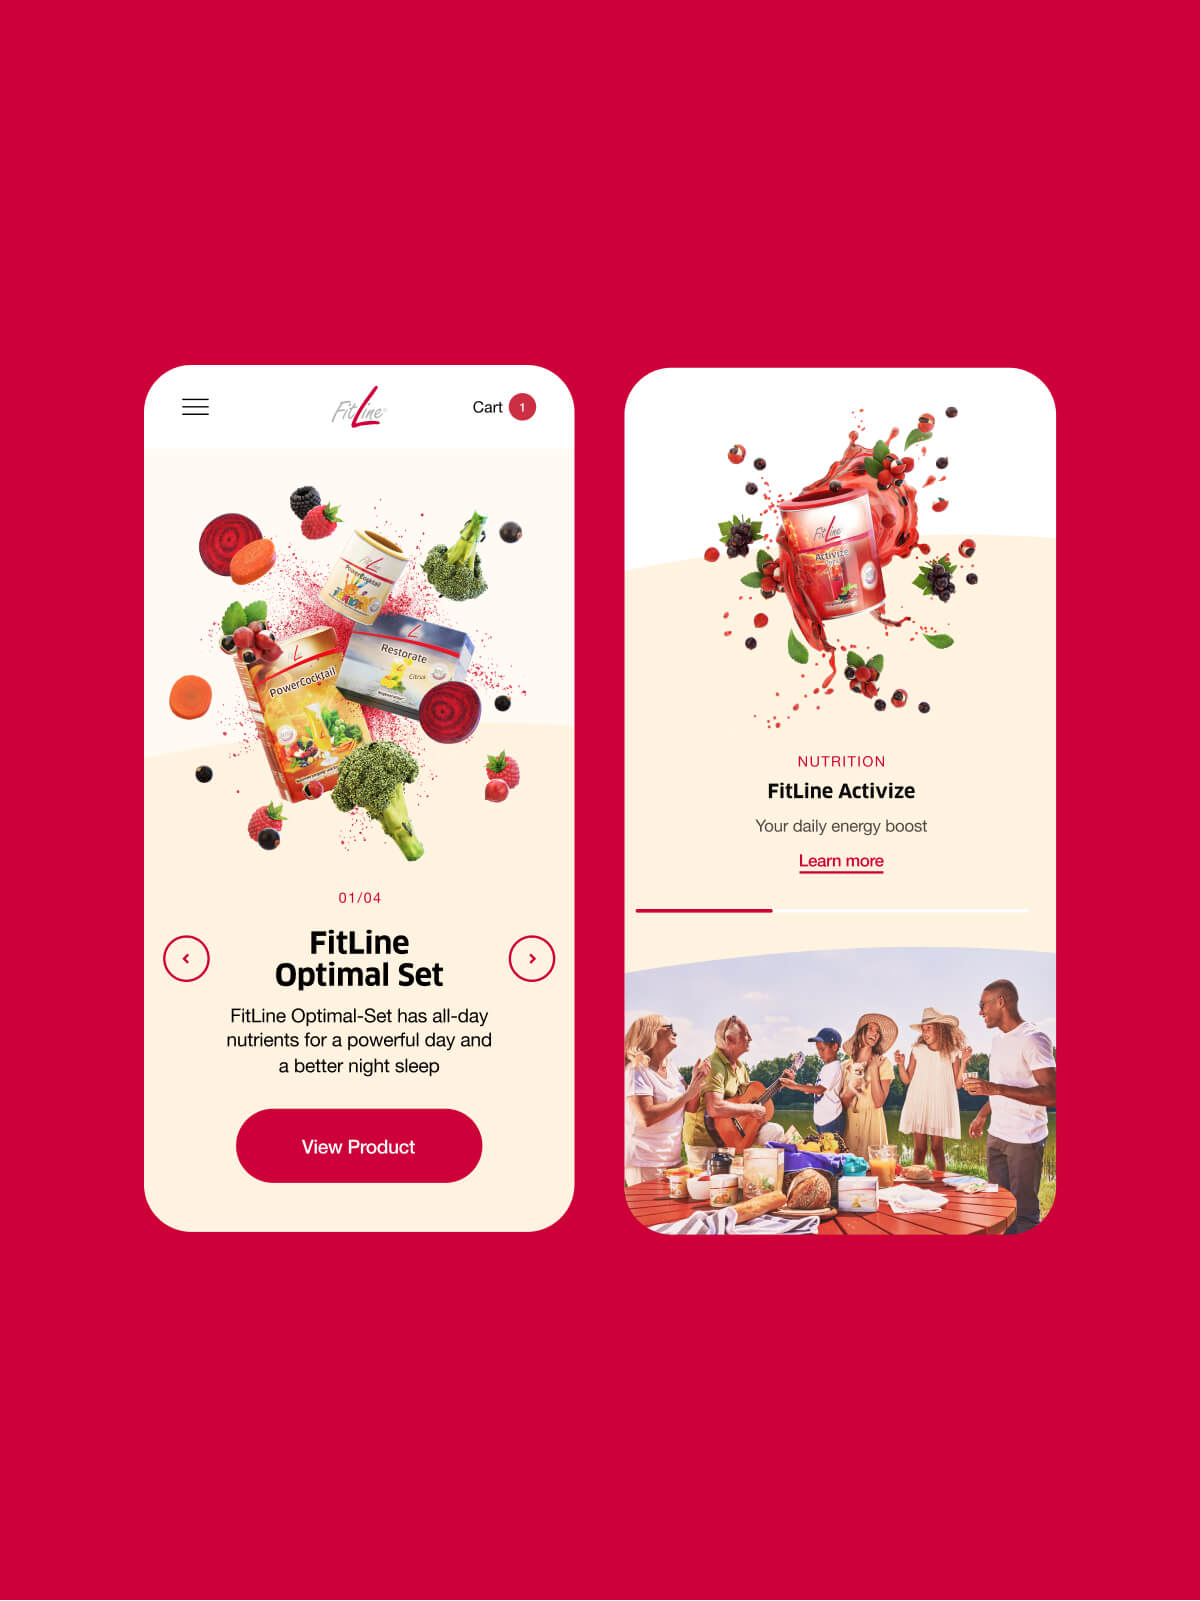 FitLine
Cart 1
FitLine
PowerCocktail
Restorate
Citrus
PowerCocktail
01/04
FitLine
Optimal Set
FitLine Optimal-Set has all-day
nutrients for a powerful day and
a better night sleep
View Product
FitLine
Activize
NUTRITION
FitLine Activize
Your daily energy boost
Learn more